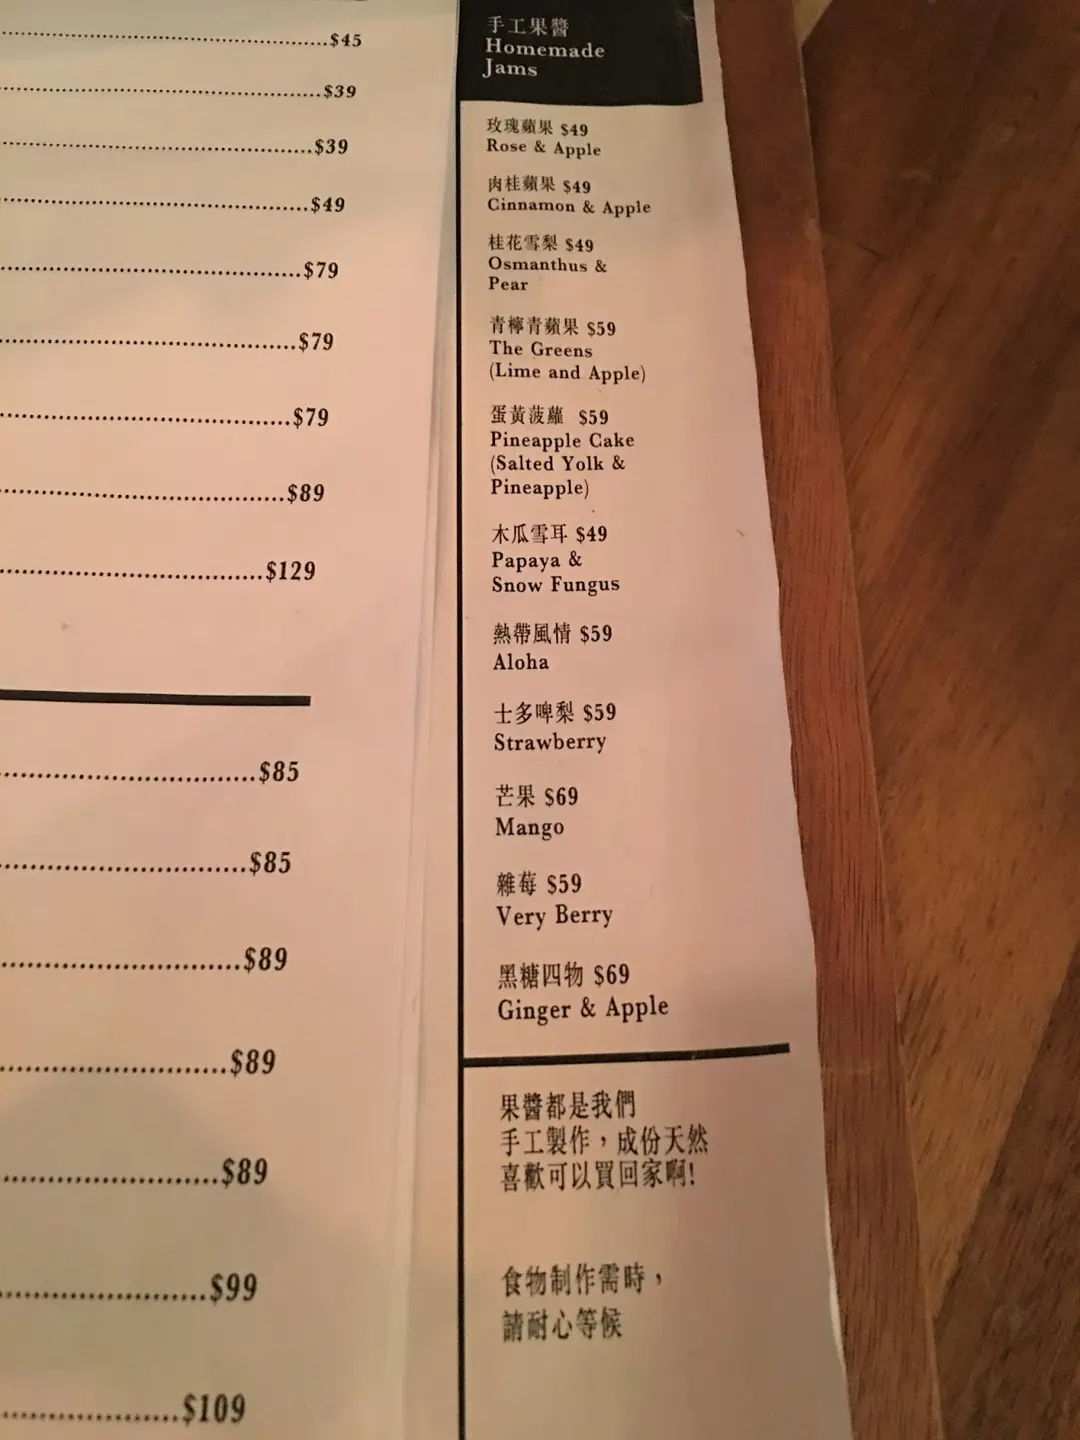 $45
$39
$39
$49
$79
$79
$79
$89
$129
$85
$85
$89
$89
$89
$99
$109
手工果醬
Homemade
Jams
玫瑰蘋果 $49
Rose & Apple
肉桂蘋果 $49
Cinnamon & Apple
桂花雪梨 $49
Osmanthus &
Pear
青檸青蘋果 $59
The Greens
(Lime and Apple)
蛋黃菠蘿 $59
Pineapple Cake
(Salted Yolk &
Pineapple)
木瓜雪耳 $49
Papaya &
Snow Fungus
熱帶風情 $59
Aloha
士多啤梨 $59
Strawberry
芒果 $69
Mango
雜莓 $59
Very Berry
黑糖四物 $69
Ginger & Apple
果醬都是我們
手工製作，成份天然
喜歡可以買回家啊!
食物制作需時，
請耐心等候